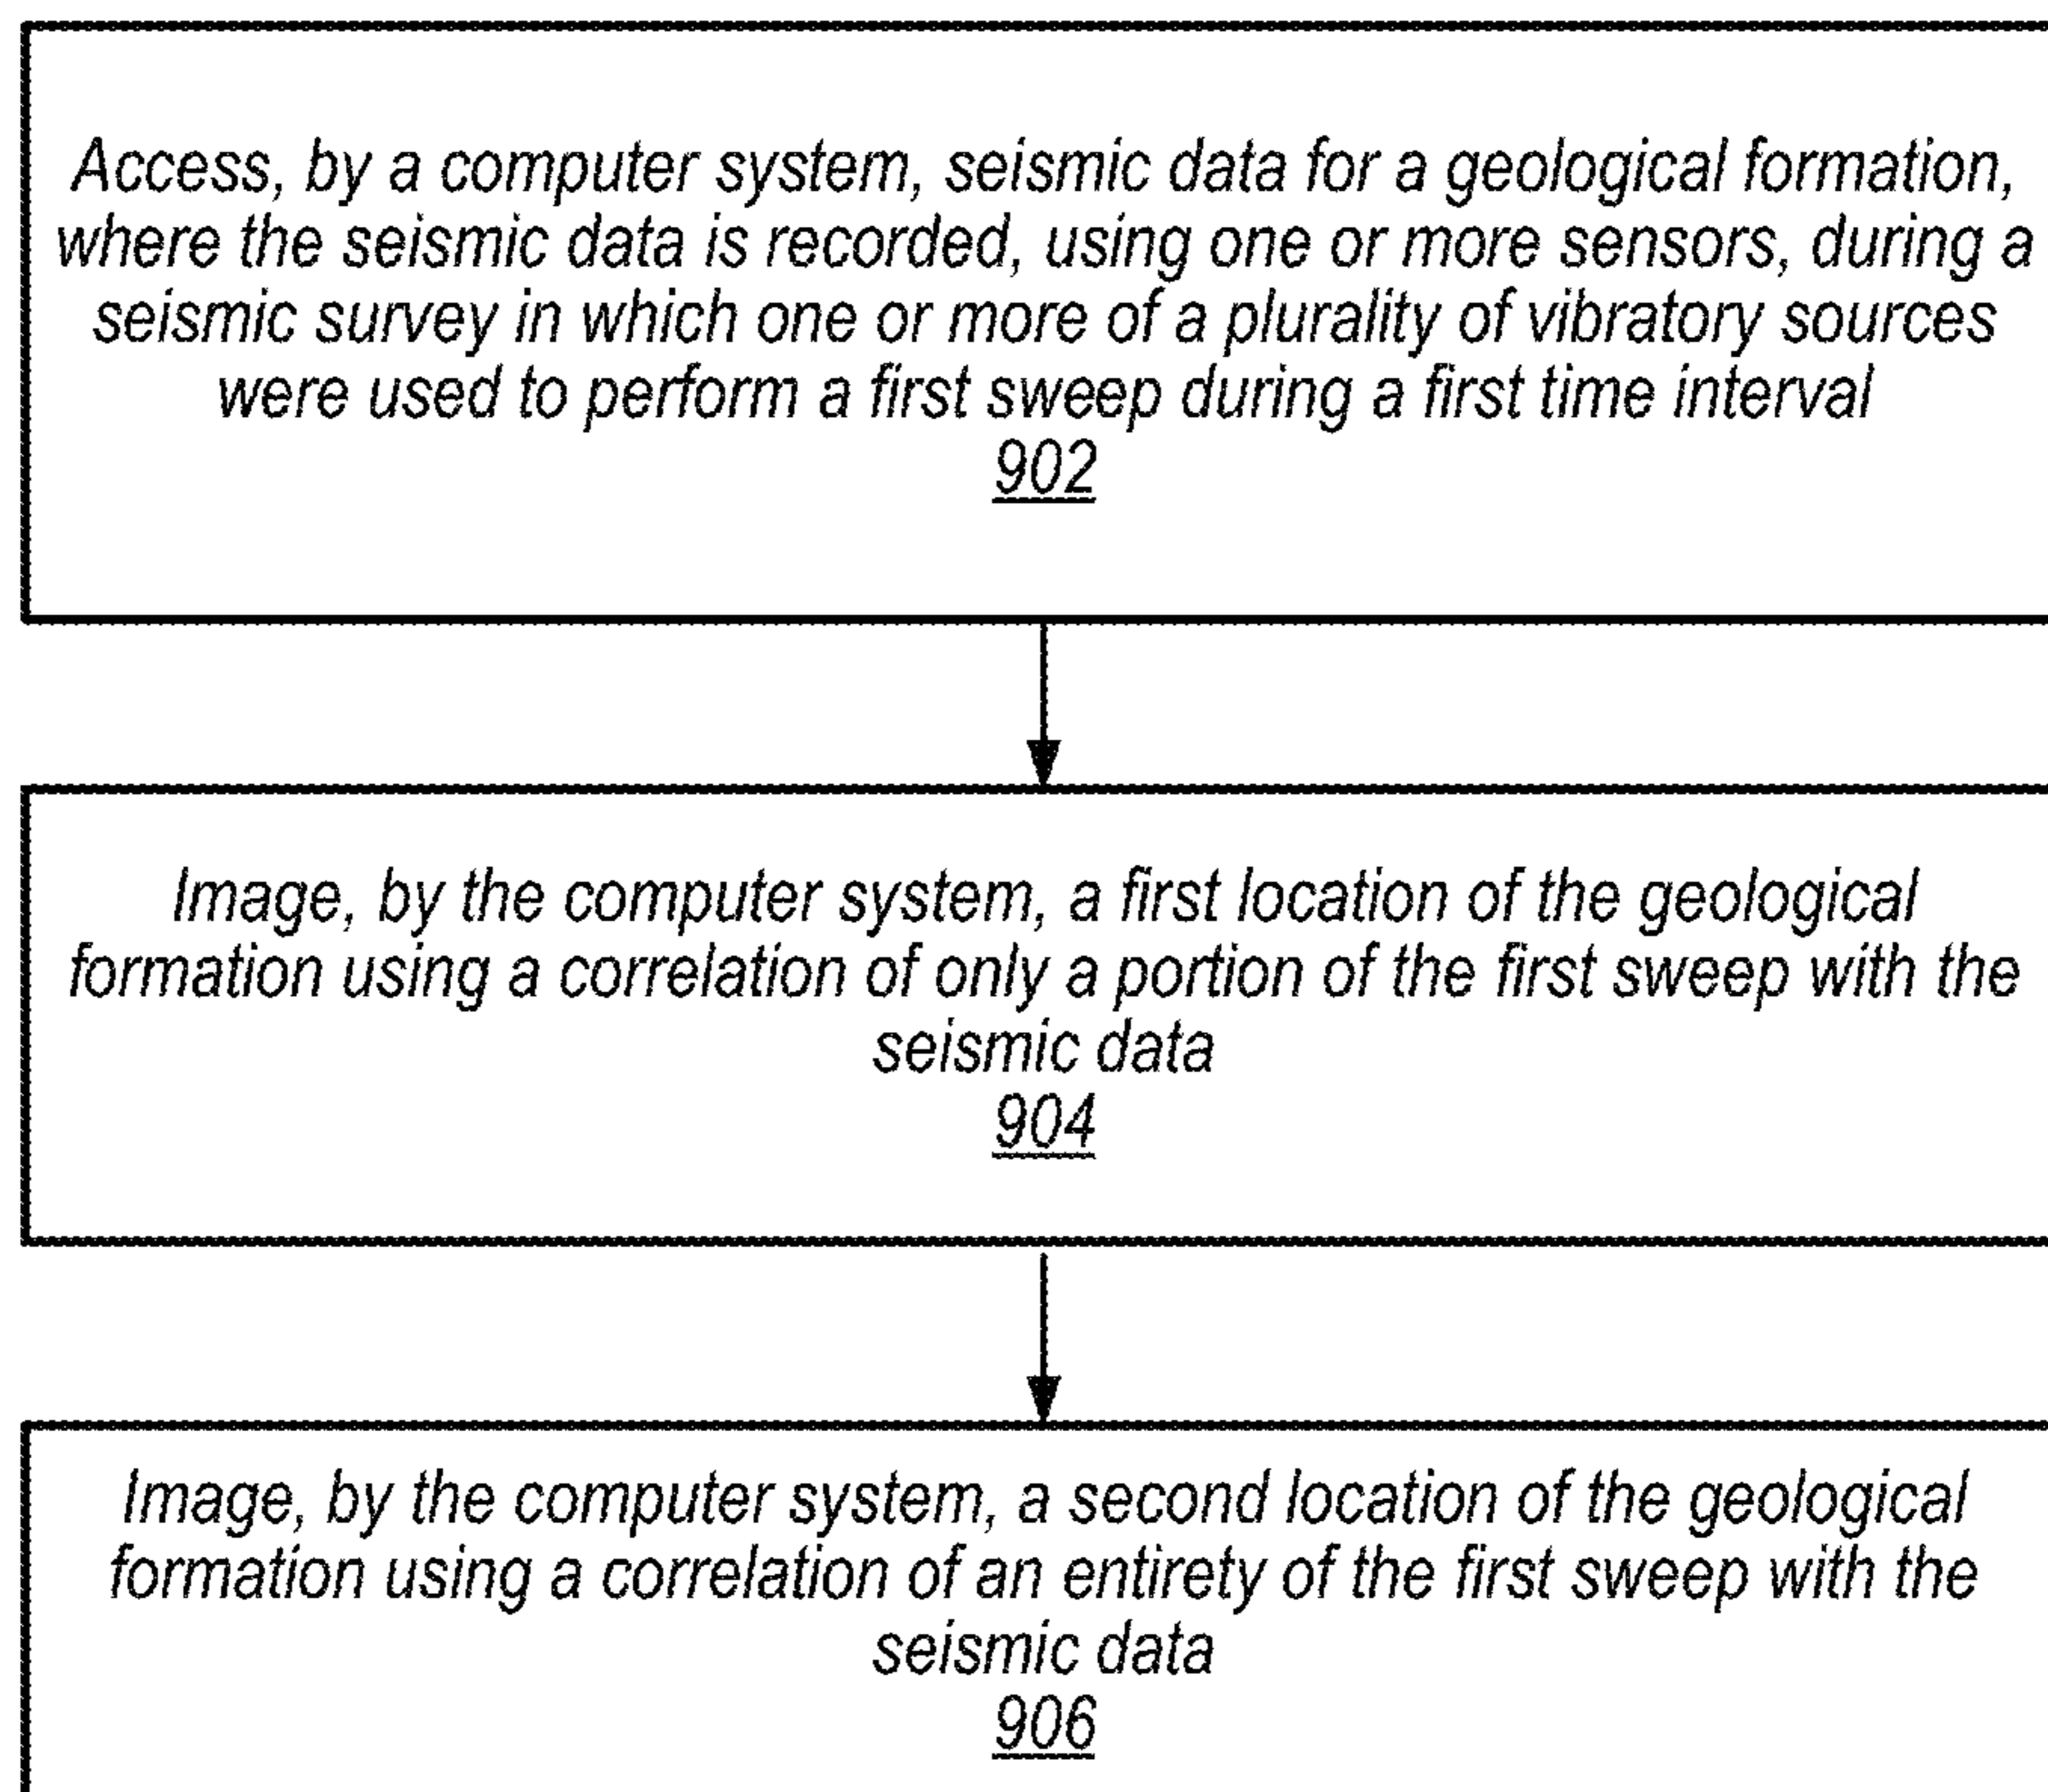 Access, by a computer system, seismic data for a geological formation,
where the seismic data is recorded, using one or more sensors, during a
seismic survey in which one or more of a plurality of vibratory sources
were used to perform a first sweep during a first time interval
902
Image, by the computer system, a first location of the geological
formation using a correlation of only a portion of the first sweep with the
seismic data
904
Image, by the computer system, a second location of the geological
formation using a correlation of an entirety of the first sweep with the
seismic data
906